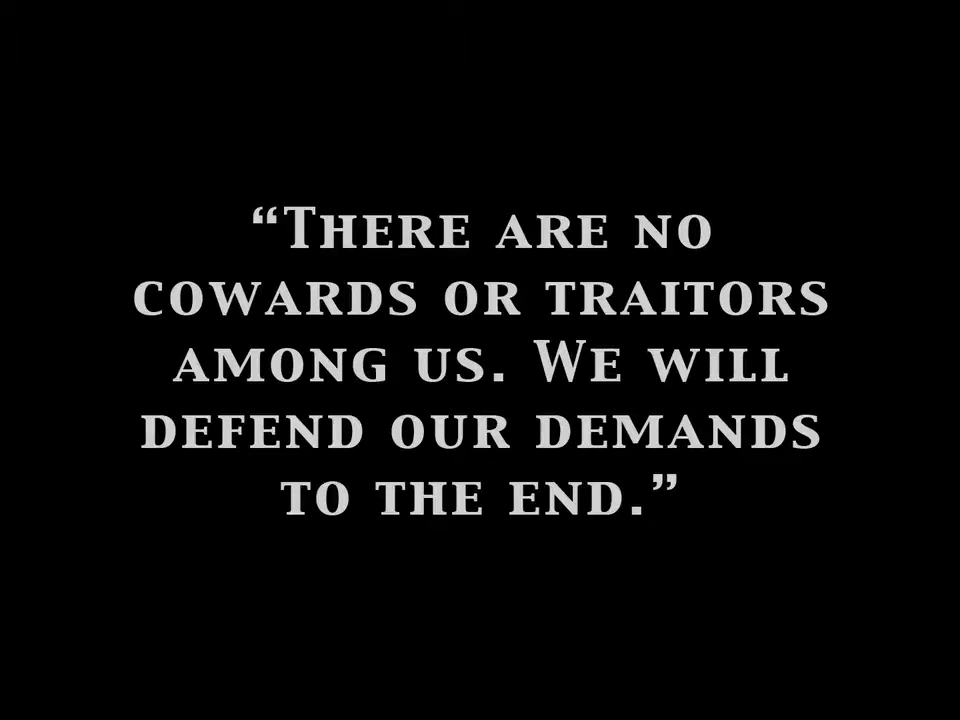 “There are no
cowards or traitors
among us. We will
defend our demands
to the end.”